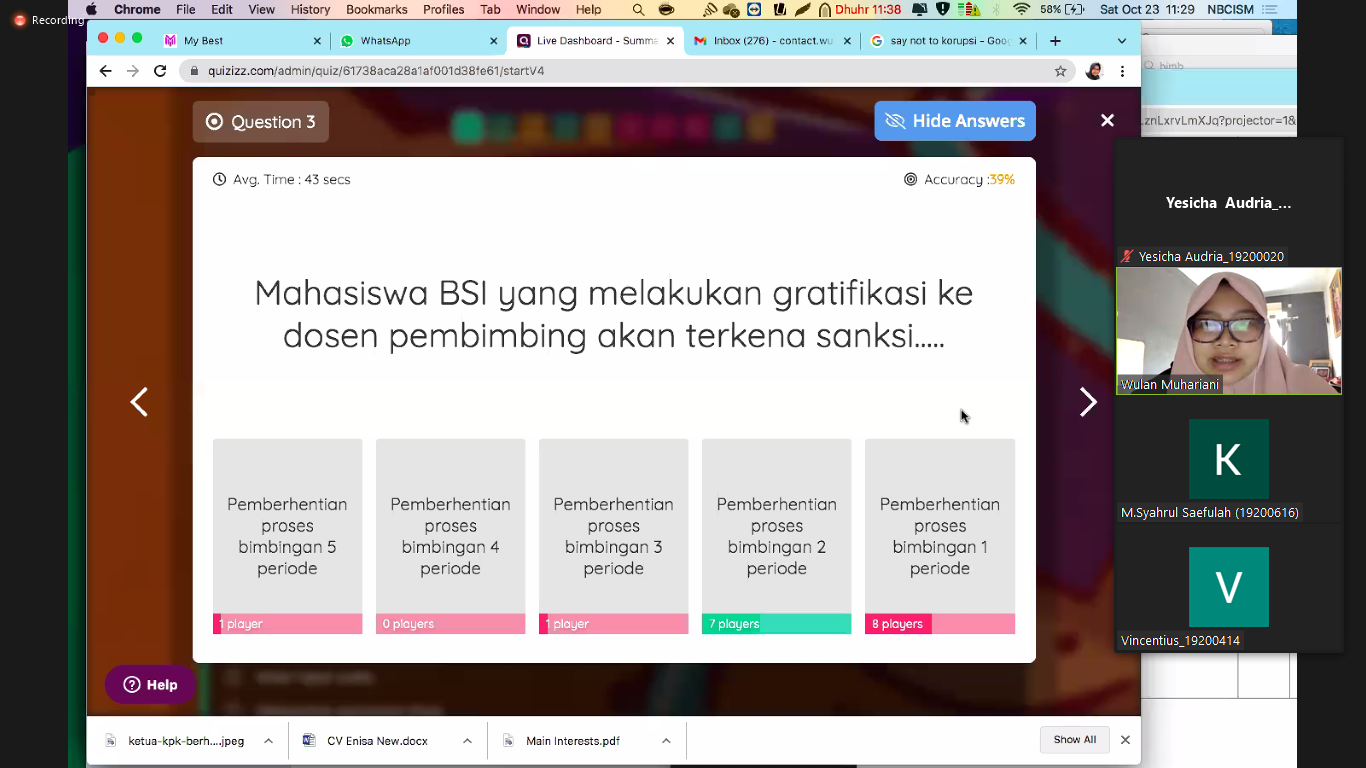 Recording
Chrome File Edit View History Bookmarks Profiles Tab Window Help
Dhuhr 11:38
58%
Sat Oct 23 11:29 NBCISM
My Best
WhatsApp
Live Dashboard - Summa
Inbox (276) - contact.wu
say not to korupsi - Goo
quizizz.com/admin/quiz/61738aca28a1af001d38fe61/startV4
znLxrvLmXJq?projector=1&
Question 3
Hide Answers
Avg. Time : 43 secs
Accuracy :39%
Mahasiswa BSI yang melakukan gratifikasi ke
dosen pembimbing akan terkena sanksi.....
Pemberhentian
proses
bimbingan 5
periode
1 player
Pemberhentian
proses
bimbingan 4
periode
0 players
Pemberhentian
proses
bimbingan 3
periode
1 player
Pemberhentian
proses
bimbingan 2
periode
7 players
Pemberhentian
proses
bimbingan 1
periode
8 players
Help
Yesicha Audria_...
Yesicha Audria_19200020
Wulan Muhariani
K
M.Syahrul Saefulah (19200616)
V
Vincentius_19200414
ketua-kpk-berh....jpeg
CV Enisa New.docx
Main Interests.pdf
Show All